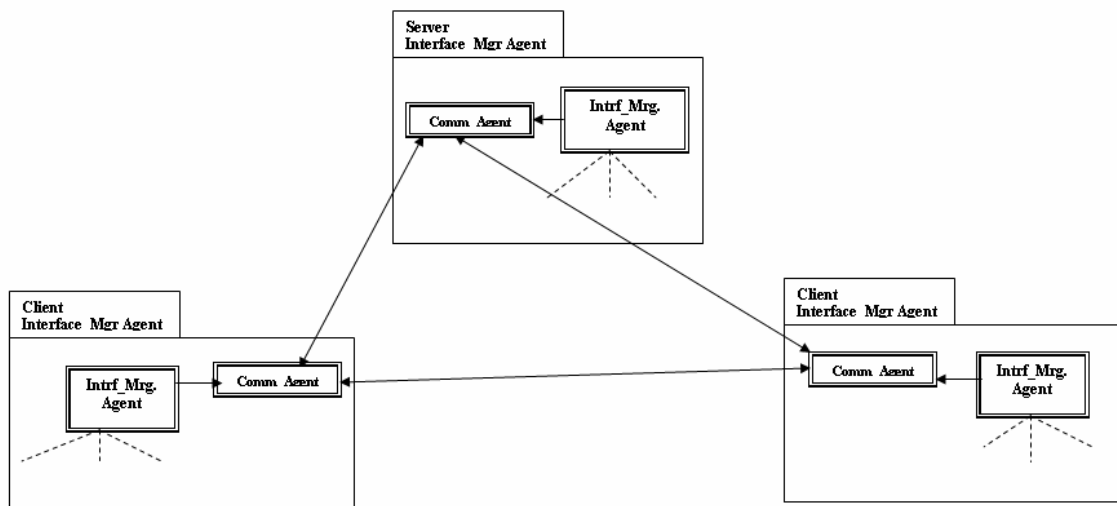 Server
Interface Mgr Agent
Comm Agent
Intrf_Mrg.
Agent
Client
Interface Mgr Agent
Intrf_Mrg.
Agent
Comm Agent
Client
Interface Mgr Agent
Comm Agent
Intrf_Mrg.
Agent